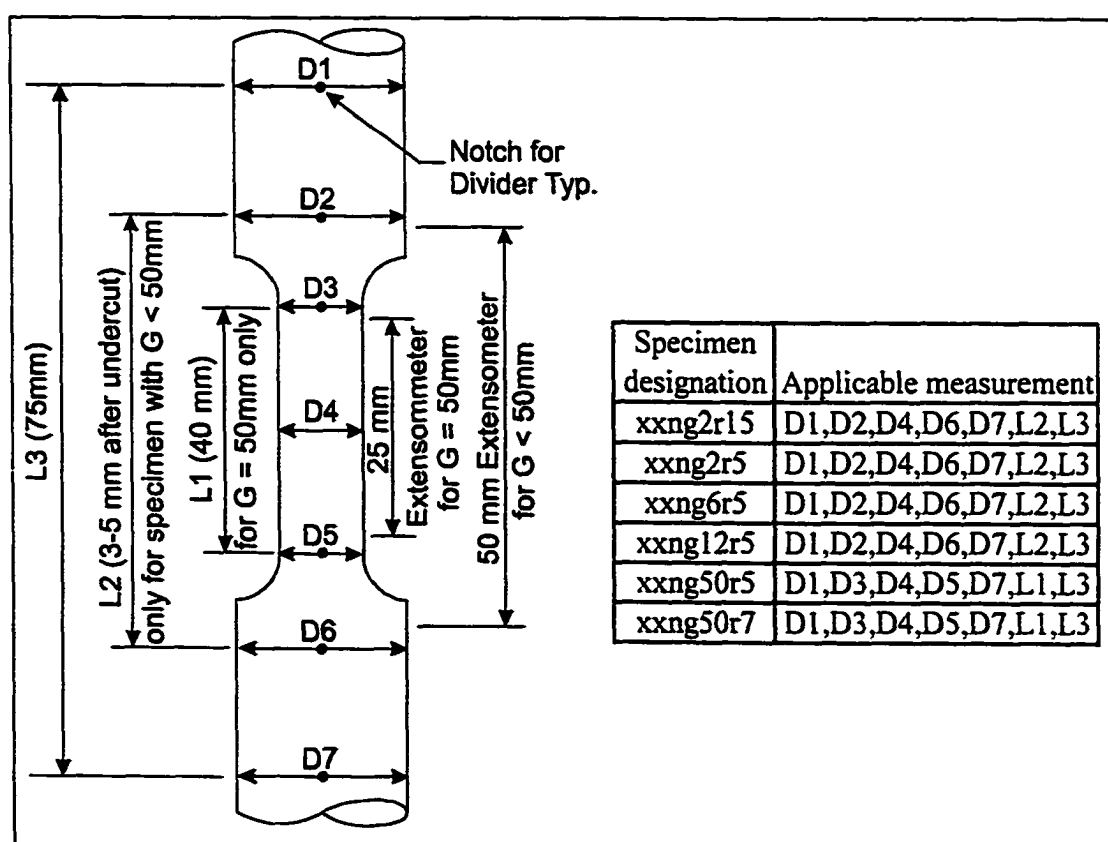 D1
Notch for
Divider Typ.
D2
D3
D4
D5
D6
D7
L3 (75mm)
L2 (3-5 mm after undercut)
only for specimen with G < 50mm
L1 (40 mm)
for G = 50mm only
25 mm
Extensommeter
for G = 50mm
50 mm Extensometer
for G < 50mm
Specimen
designation Applicable measurement
xxng2r15 D1,D2,D4,D6,D7,L2,L3
xxng2r5 D1,D2,D4,D6,D7,L2,L3
xxng6r5 D1,D2,D4,D6,D7,L2,L3
xxng12r5 D1,D2,D4,D6,D7,L2,L3
xxng50r5 D1,D3,D4,D5,D7,L1,L3
xxng50r7 D1,D3,D4,D5,D7,L1,L3